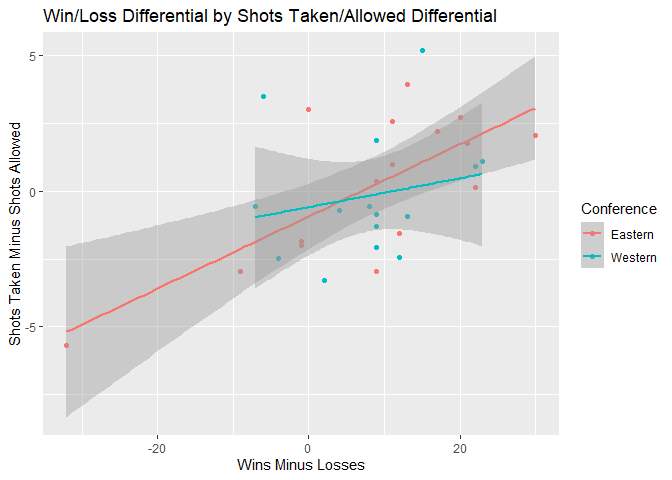 Win/Loss Differential by Shots Taken/Allowed Differential
Shots Taken Minus Shots Allowed
5
0
-5
-20
0
20
Wins Minus Losses
Conference
Eastern
Western